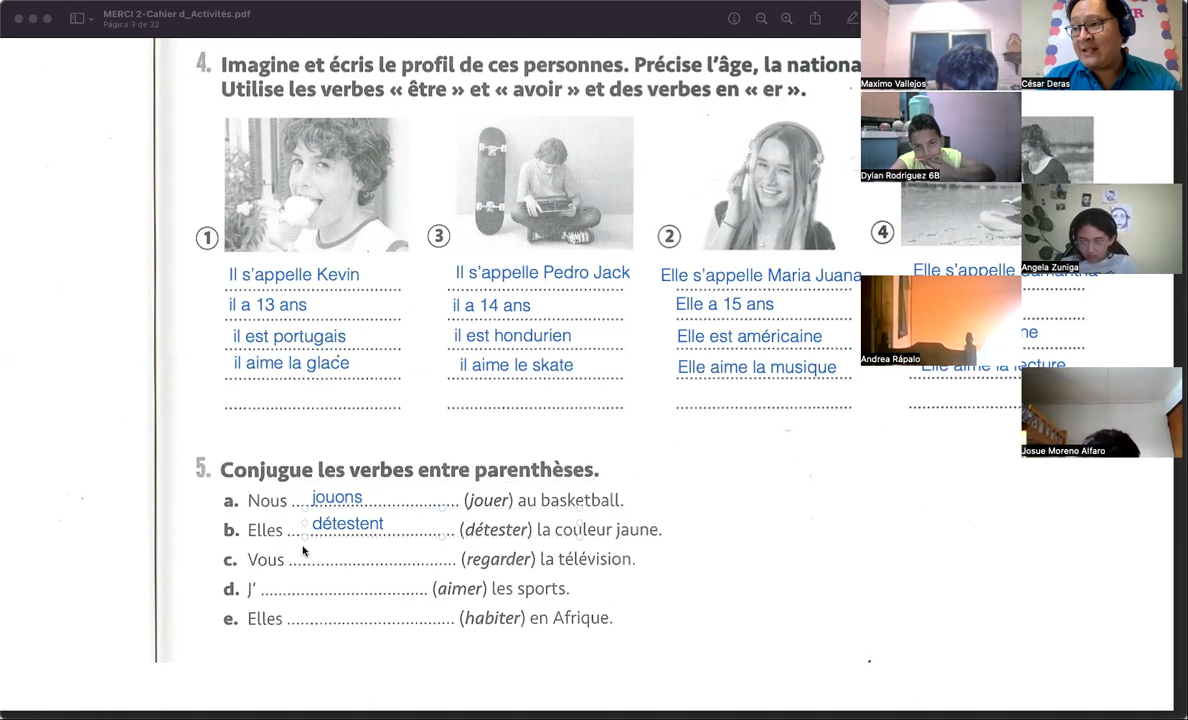 MERCI 2-Cahier d_Activités.pdf
Página 3 de 32
4. Imagine et écris le profil de ces personnes. Précise l'âge, la nationa
Utilise les verbes « être » et « avoir » et des verbes en « er ».
1 3 2 4
Il s'appelle Kevin
il a 13 ans
il est portugais
il aime la glace
Il s'appelle Pedro Jack
il a 14 ans
il est hondurien
il aime le skate
Elle s'appelle Maria Juana
Elle a 15 ans
Elle est américaine
Elle aime la musique
Elle s'appelle
ne
Elle aime la lecture
5. Conjugue les verbes entre parenthèses.
a. Nous jouons (jouer) au basketball.
b. Elles détestent (détester) la couleur jaune.
c. Vous (regarder) la télévision.
d. J' (aimer) les sports.
e. Elles (habiter) en Afrique.
Maximo Vallejos
César Deras
Dylan Rodriguez 6B
Angela Zuniga
Andrea Rápalo
Josue Moreno Alfaro